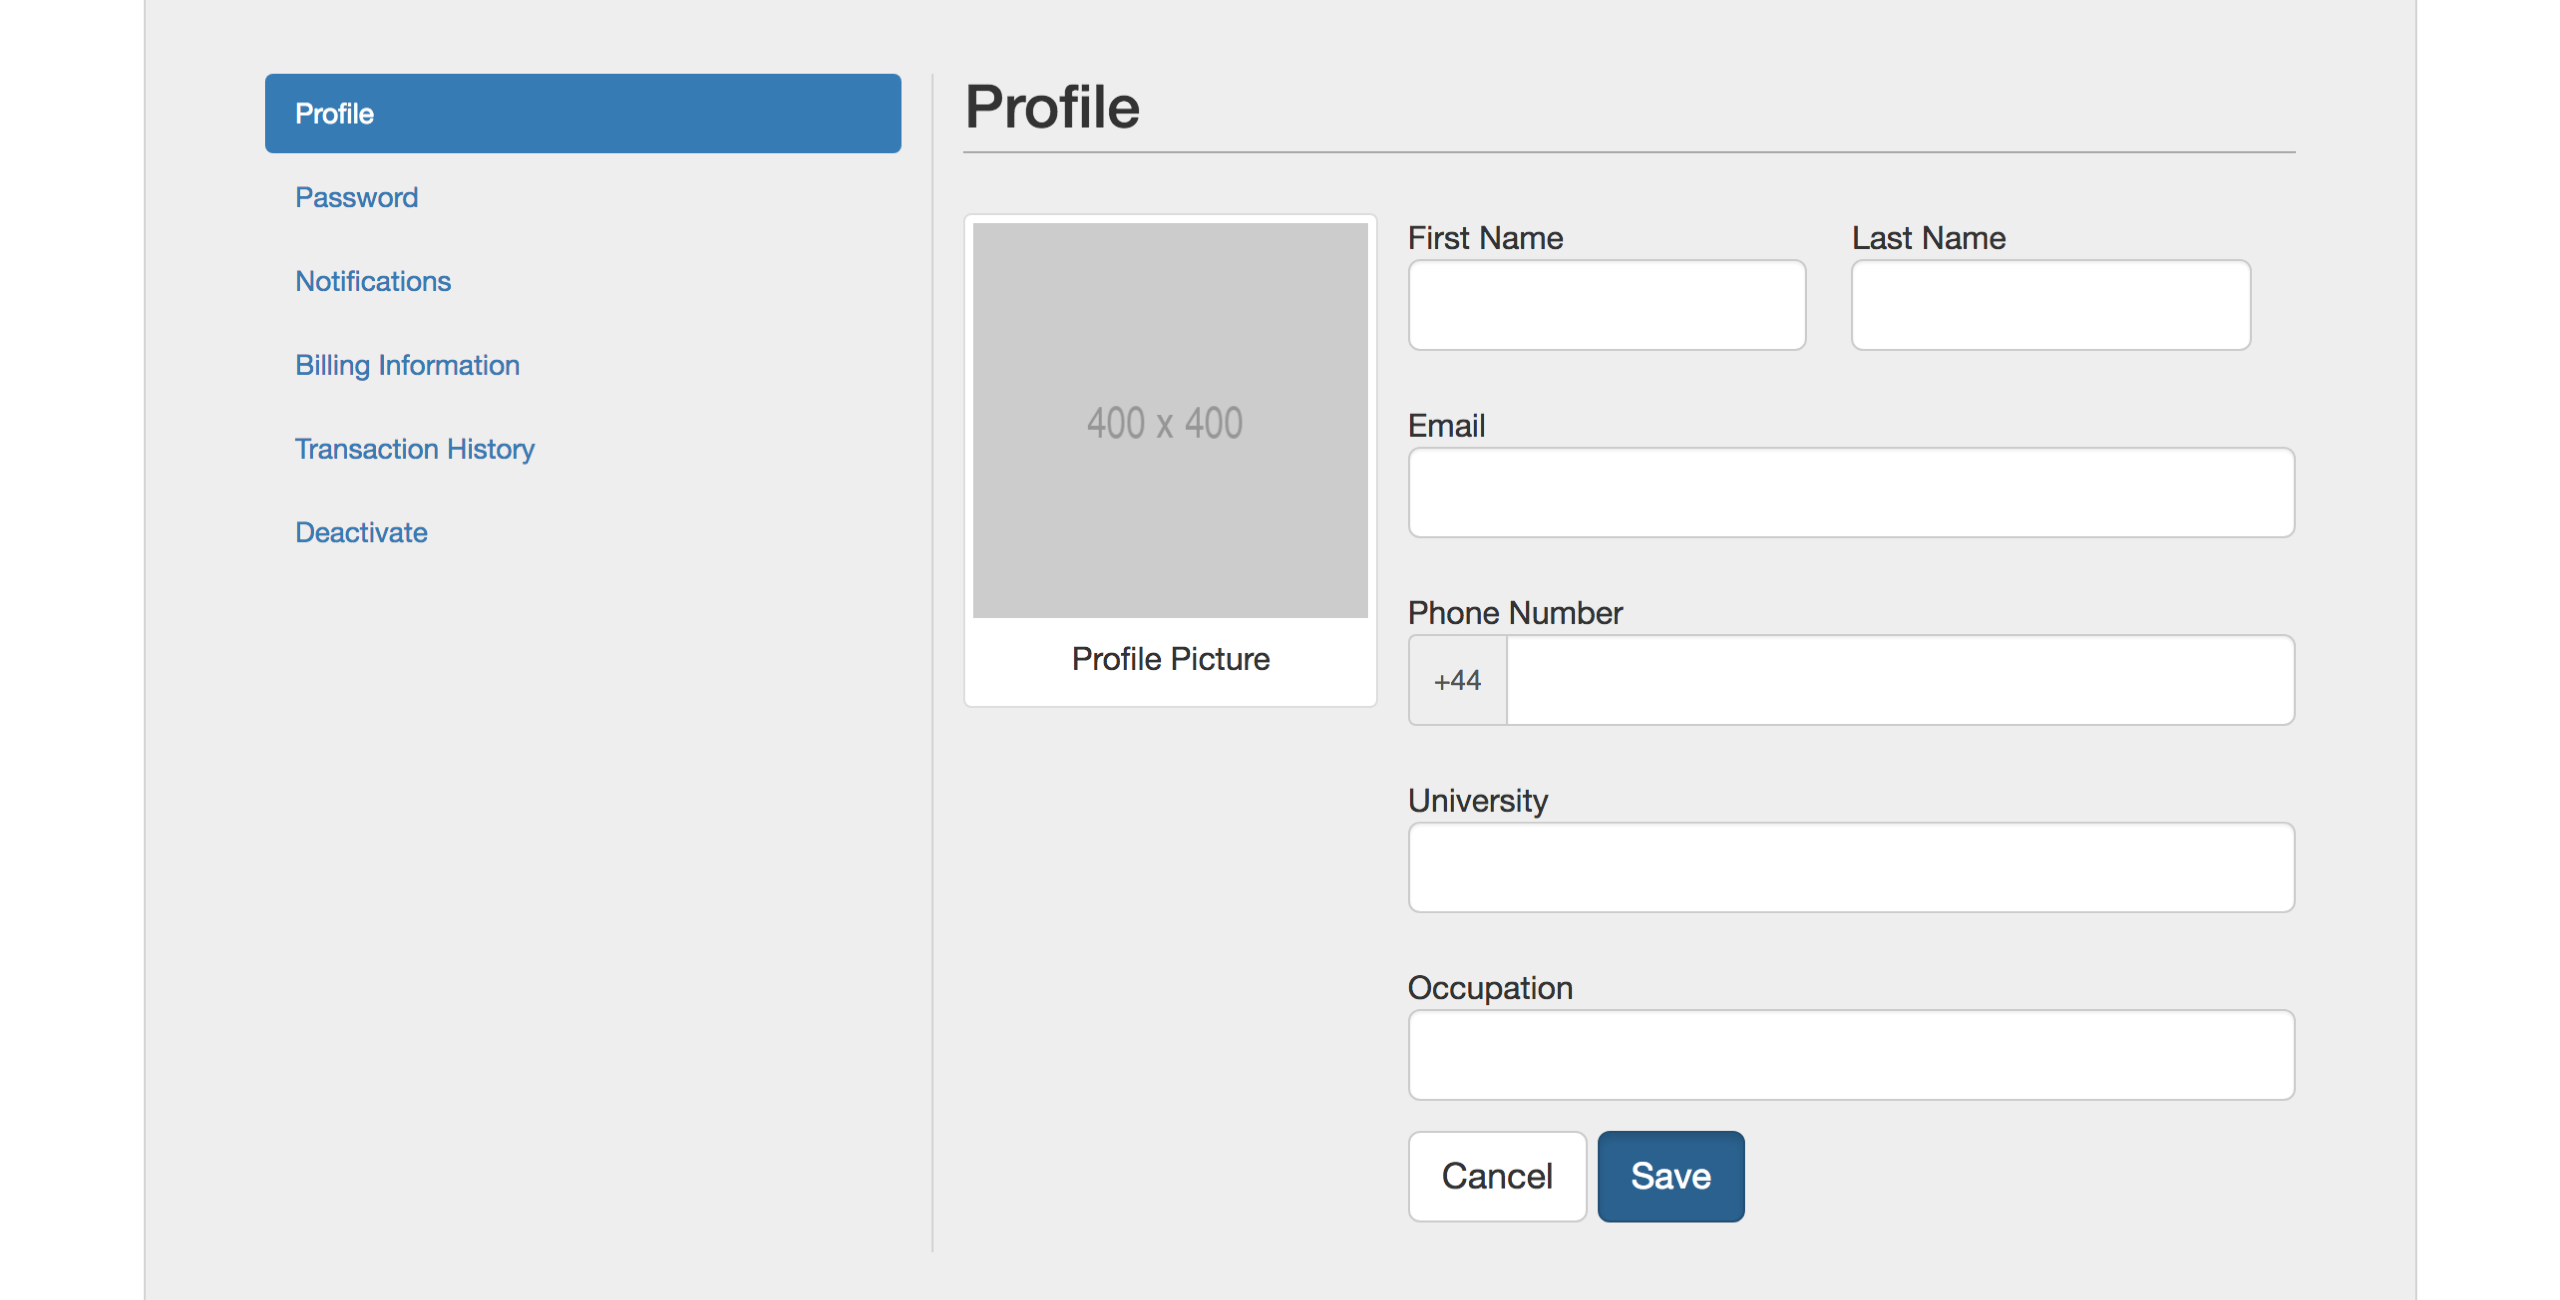 Profile
Password
Notifications
Billing Information
Transaction History
Deactivate
Profile
400 x 400
Profile Picture
First Name
Last Name
Email
Phone Number
+44
University
Occupation
Cancel
Save